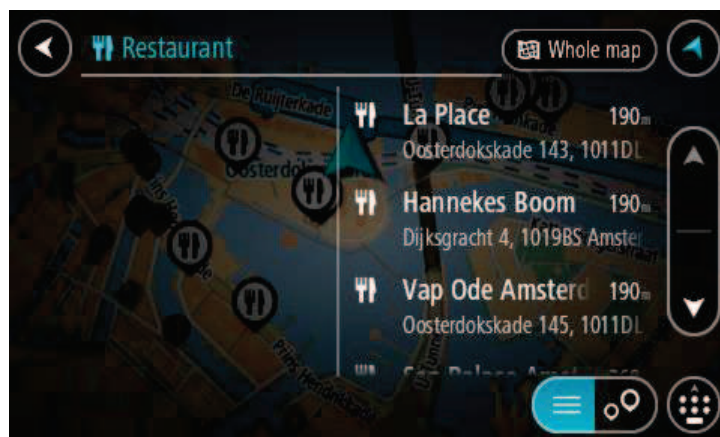 Restaurant
Whole map
La Place 190m
Oosterdokskade 143, 1011DL
Hannekes Boom 190m
Dijksgracht 4, 1019BS Amster
Vap Ode Amsterd 190m
Oosterdokskade 145, 1011DL
De Ruijterkade
Oosterdok
Prins Hendrikkade